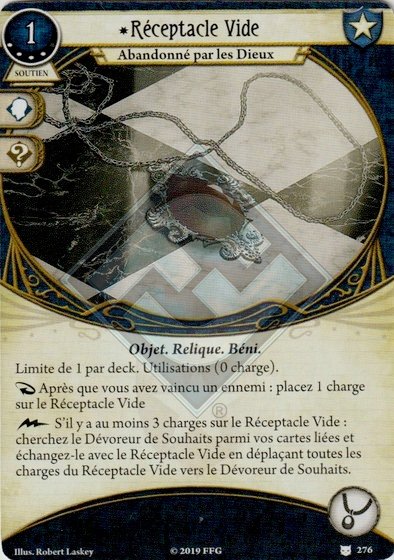 1
*Réceptacle Vide
Abandonné par les Dieux
SOUTIEN
?
Objet. Relique. Béni.
Limite de 1 par deck. Utilisations (0 charge).
Après que vous avez vaincu un ennemi : placez 1 charge
sur le Réceptacle Vide
S'il y a au moins 3 charges sur le Réceptacle Vide :
cherchez le Dévoreur de Souhaits parmi vos cartes liées et
échangez-le avec le Réceptacle Vide en déplaçant toutes les
charges du Réceptacle Vide vers le Dévoreur de Souhaits.
®
Illus. Robert Laskey
© 2019 FFG
276